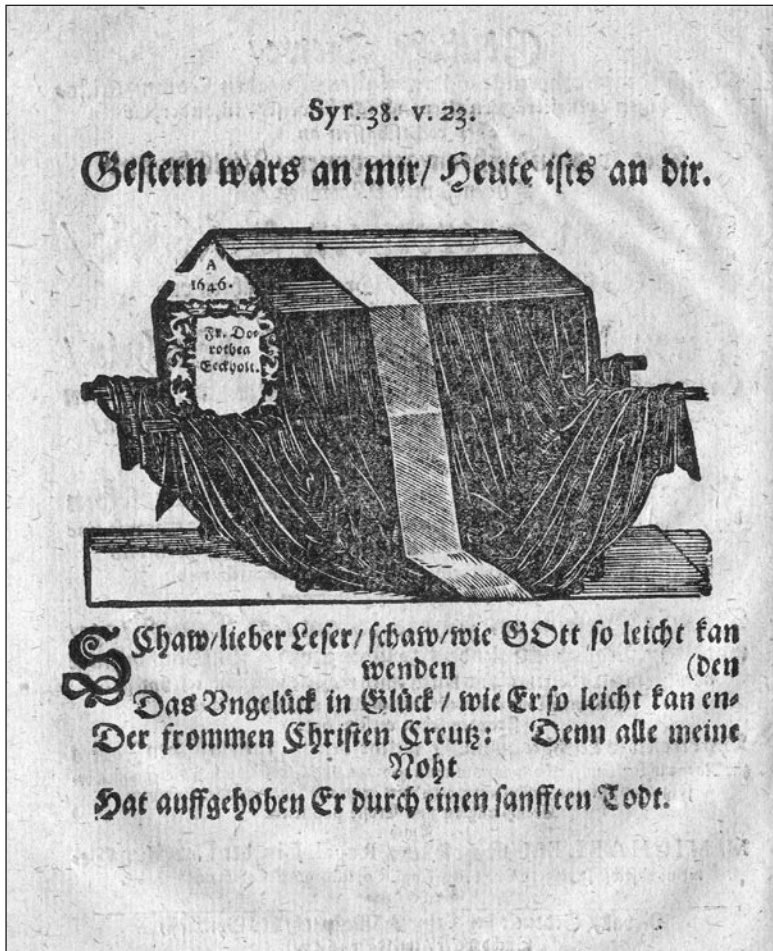 Syr. 38. v. 23.
Gestern wars an mir/ Heute ists an dir.
A
1646.
Fr. Do-
rothea
Eeckholt.
SChaw/lieber Leser/ schaw/wie GOtt so leicht kan
wenden (den
Das Vngelück in Glück / wie Er so leicht kan en-
Der frommen Christen Creutz: Denn alle meine
Noht
Hat auffgehoben Er durch einen sanfften Todt.